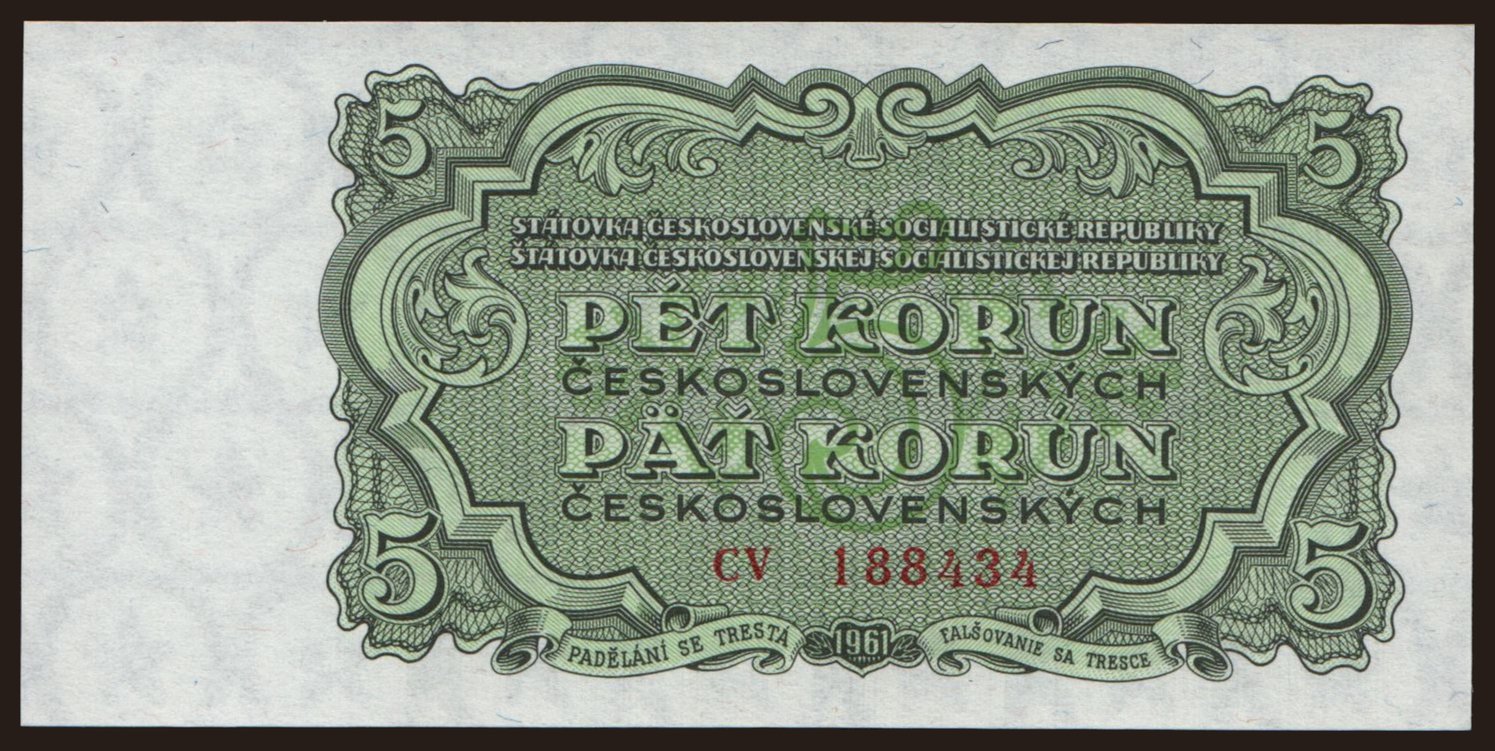 5 5
STÁTOVKA ČESKOSLOVENSKÉ SOCIALISTICKÉ REPUBLIKY
ŠTÁTOVKA ČESKOSLOVENSKEJ SOCIALISTICKEJ REPUBLIKY
PĚT KORUN
ČESKOSLOVENSKÝCH
PÄŤ KORÚN
ČESKOSLOVENSKÝCH
CV 188434
5 5
PADĚLÁNÍ SE TRESTÁ 1961 FALŠOVANIE SA TRESCE